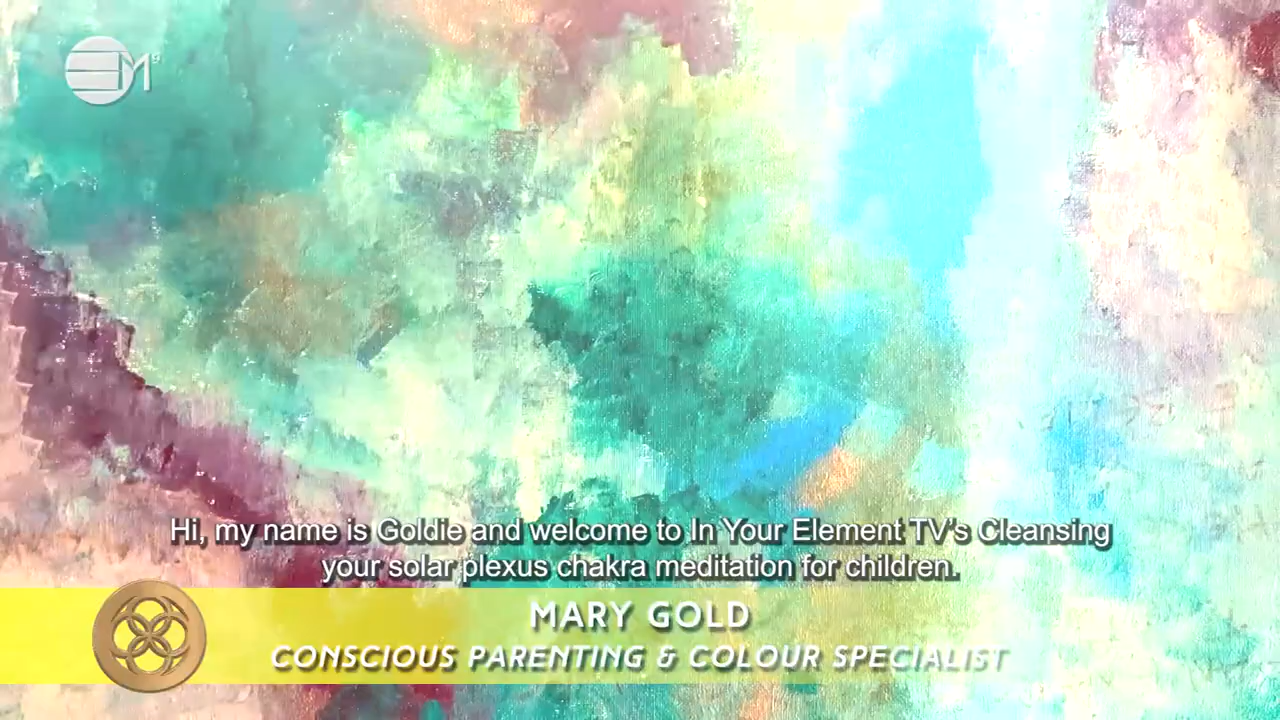 EM9
Hi, my name is Goldie and welcome to In Your Element TV's Cleansing
your solar plexus chakra meditation for children.
MARY GOLD
CONSCIOUS PARENTING & COLOUR SPECIALIST